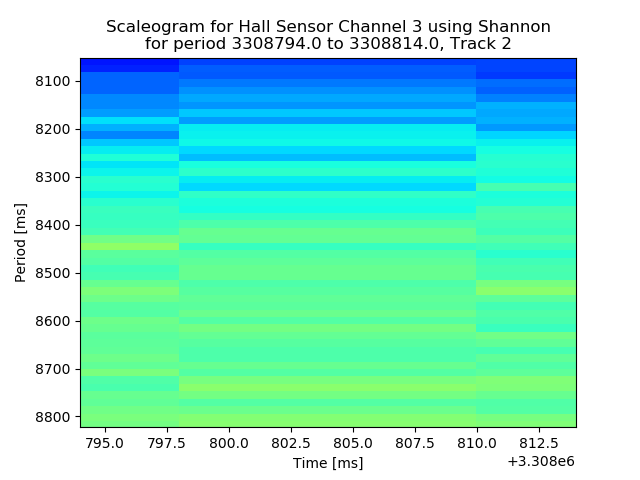 Scaleogram for Hall Sensor Channel 3 using Shannon
for period 3308794.0 to 3308814.0, Track 2
8100
8200
8300
8400
8500
8600
8700
8800
Period [ms]
795.0 797.5 800.0 802.5 805.0 807.5 810.0 812.5
Time [ms]
+3.308e6